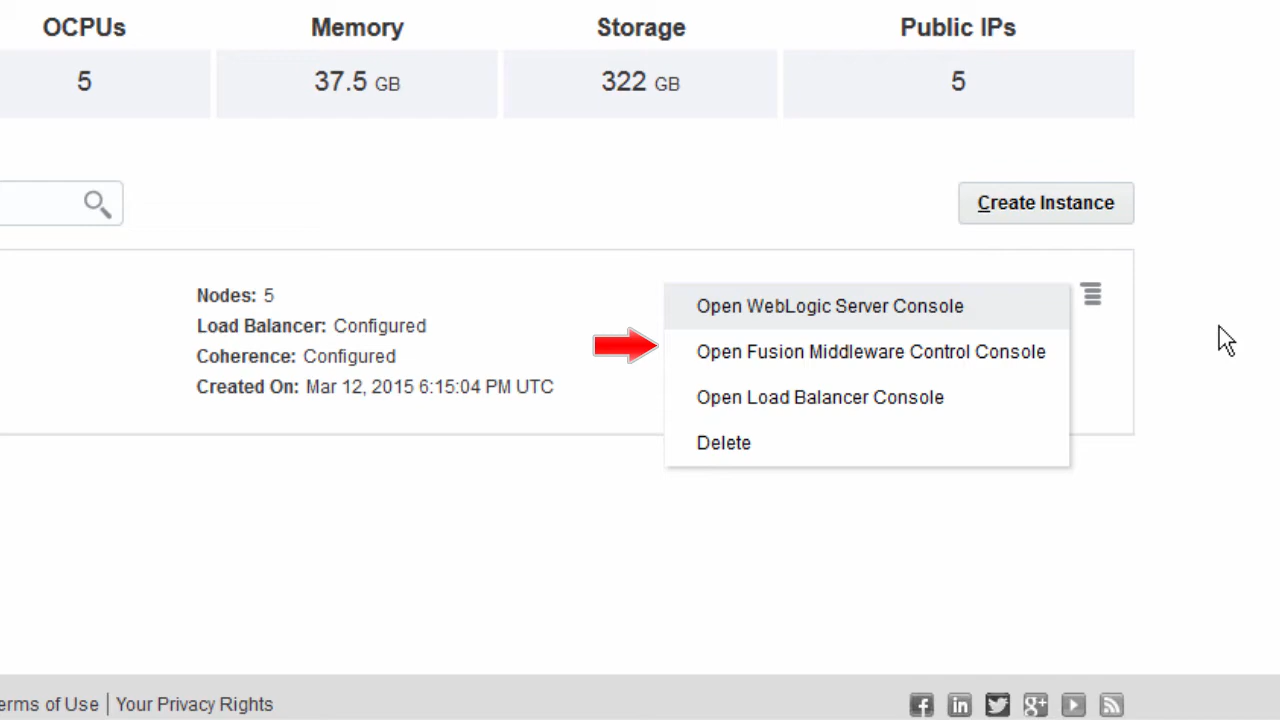 OCPUs Memory Storage Public IPs
5 37.5 GB 322 GB 5
Create Instance
Nodes: 5
Load Balancer: Configured
Coherence: Configured
Created On: Mar 12, 2015 6:15:04 PM UTC
Open WebLogic Server Console
Open Fusion Middleware Control Console
Open Load Balancer Console
Delete
erms of Use | Your Privacy Rights